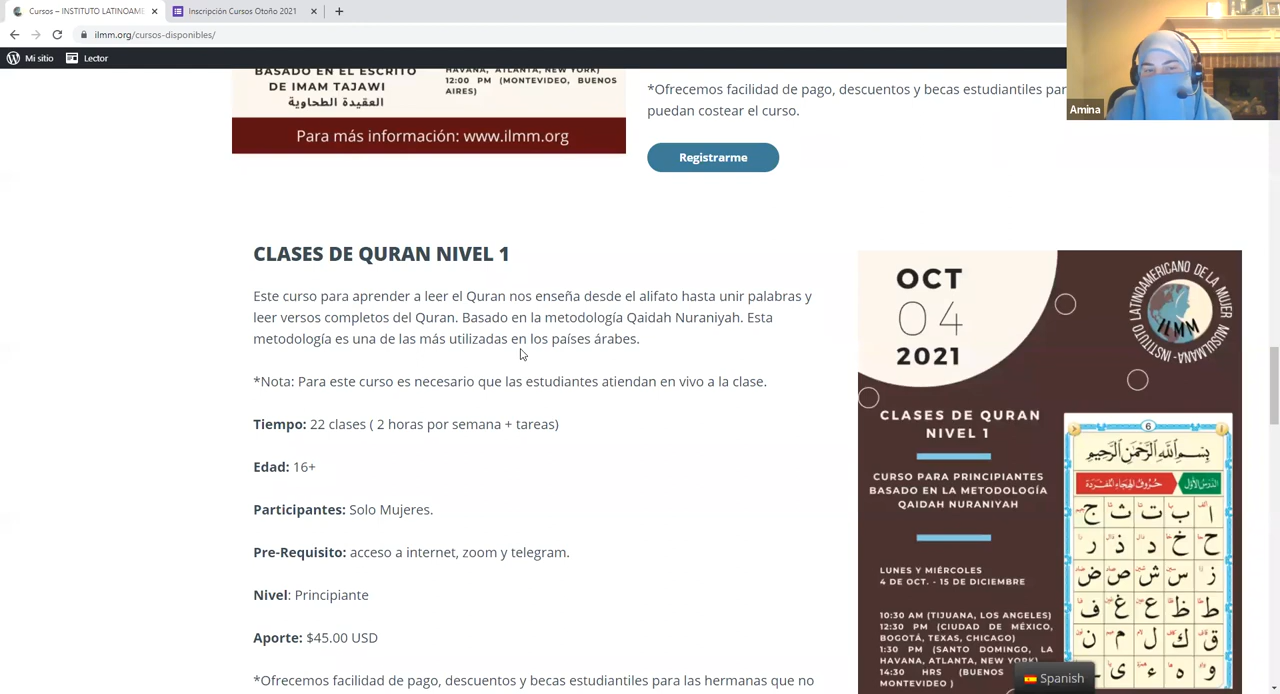 Cursos – INSTITUTO LATINOAME
Inscripción Cursos Otoño 2021
ilmm.org/cursos-disponibles/
Mi sitio
Lector
Amina
BASADO EN EL ESCRITO
DE IMAM TAJAWI
العقيدة الطحاوية
HAVANA, ATLANTA, NEW YORK)
12:00 PM (MONTEVIDEO, BUENOS
AIRES)
Para más información: www.ilmm.org
*Ofrecemos facilidad de pago, descuentos y becas estudiantiles par
puedan costear el curso.
Registrarme
CLASES DE QURAN NIVEL 1
Este curso para aprender a leer el Quran nos enseña desde el alifato hasta unir palabras y
leer versos completos del Quran. Basado en la metodología Qaidah Nuraniyah. Esta
metodología es una de las más utilizadas en los países árabes.
*Nota: Para este curso es necesario que las estudiantes atiendan en vivo a la clase.
Tiempo: 22 clases ( 2 horas por semana + tareas)
Edad: 16+
Participantes: Solo Mujeres.
Pre-Requisito: acceso a internet, zoom y telegram.
Nivel: Principiante
Aporte: $45.00 USD
*Ofrecemos facilidad de pago, descuentos y becas estudiantiles para las hermanas que no
OCT
04
2021
INSTITUTO LATINOAMERICANO DE LA MUJER MUSULMANA
ILMM
CLASES DE QURAN
NIVEL 1
CURSO PARA PRINCIPIANTES
BASADO EN LA METODOLOGÍA
QAIDAH NURANIYAH
LUNES Y MIÉRCOLES
4 DE OCT. - 15 DE DICIEMBRE
10:30 AM (TIJUANA, LOS ANGELES)
12:30 PM (CIUDAD DE MÉXICO,
BOGOTÁ, TEXAS, CHICAGO)
1:30 PM (SANTO DOMINGO, LA
HAVANA, ATLANTA, NEW YORK)
14:30 HRS (BUENOS
MONTEVIDEO )
6
بسم الله الرحمن الرحيم
الدرس الأول حروف الهجاء المفردة
ا ب ت ث ج
ح خ د ذ ر
ز س ش ص ض
ط ظ ع غ ف
ق ك ل م ن
و ه ء ي
Spanish